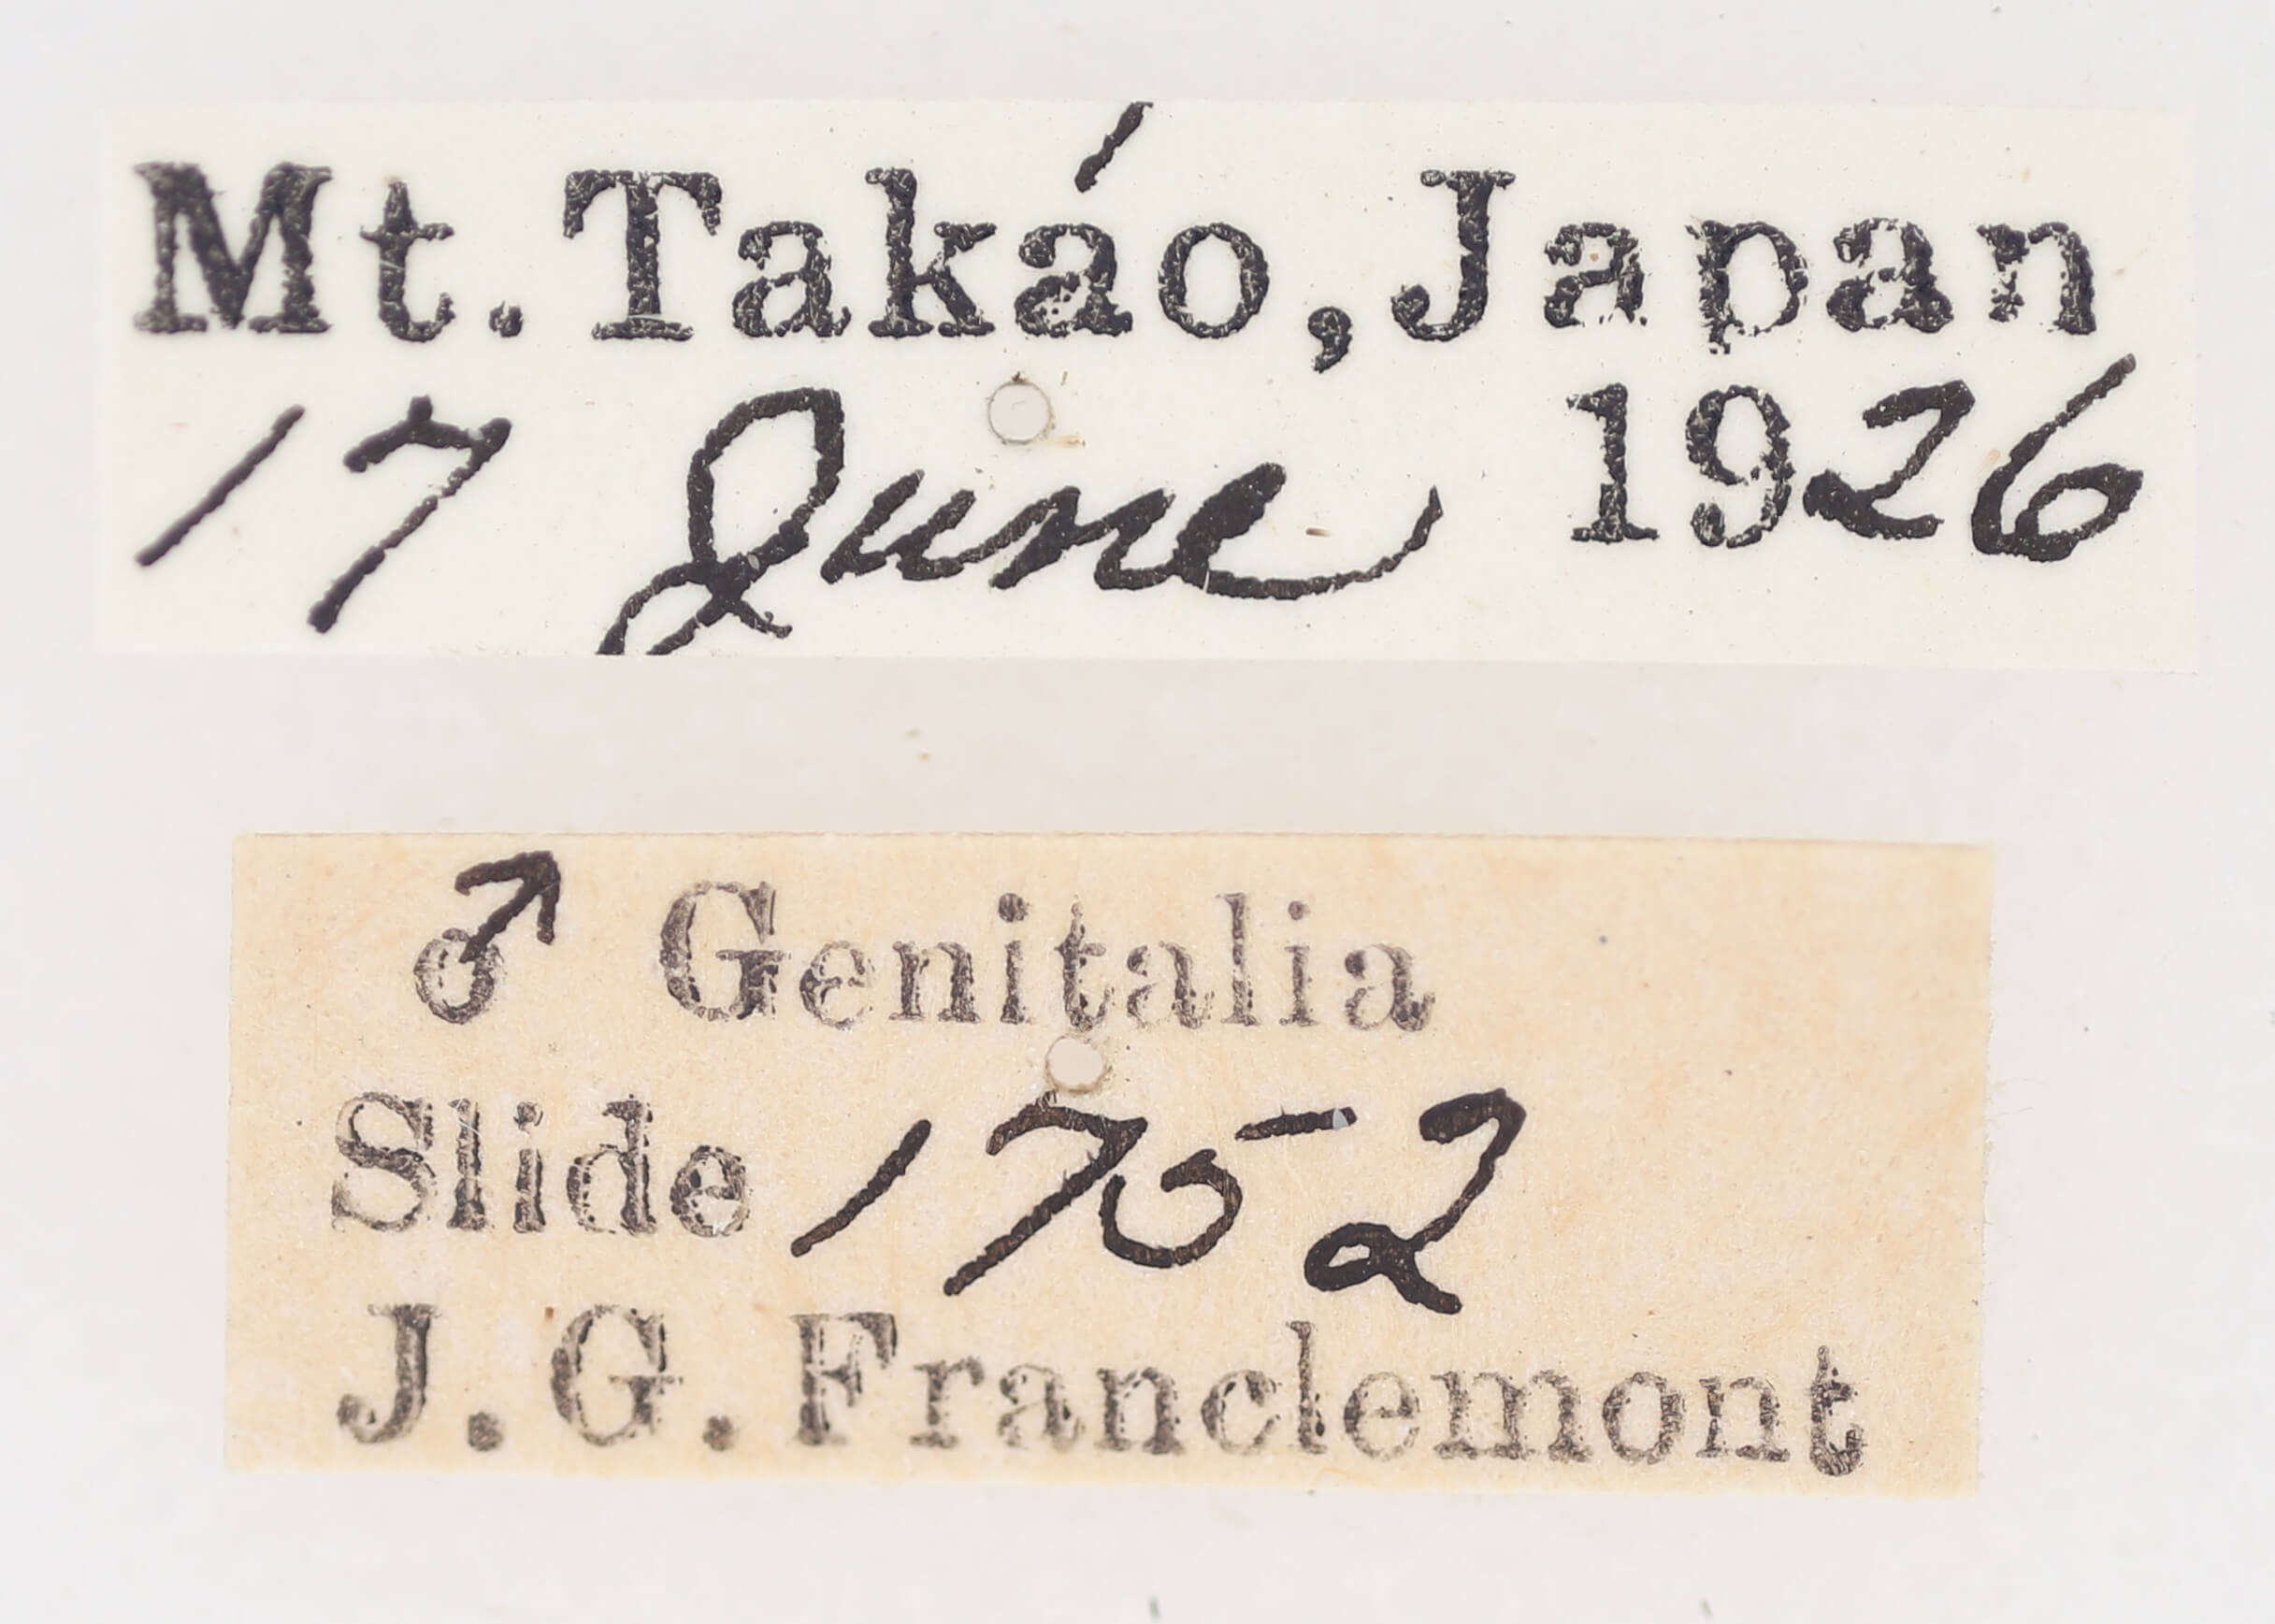 Mt. Takáo, Japan
17 June 1926
♂ Genitalia
Slide 1752
J. G. Franclemont